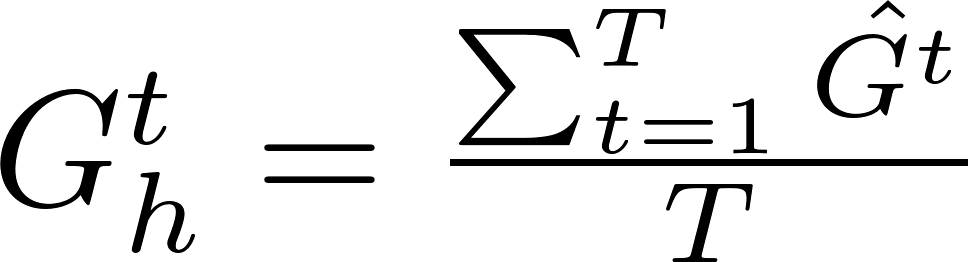 G_h^t = \frac{\sum_{t=1}^{T} \hat{G}^t}{T}